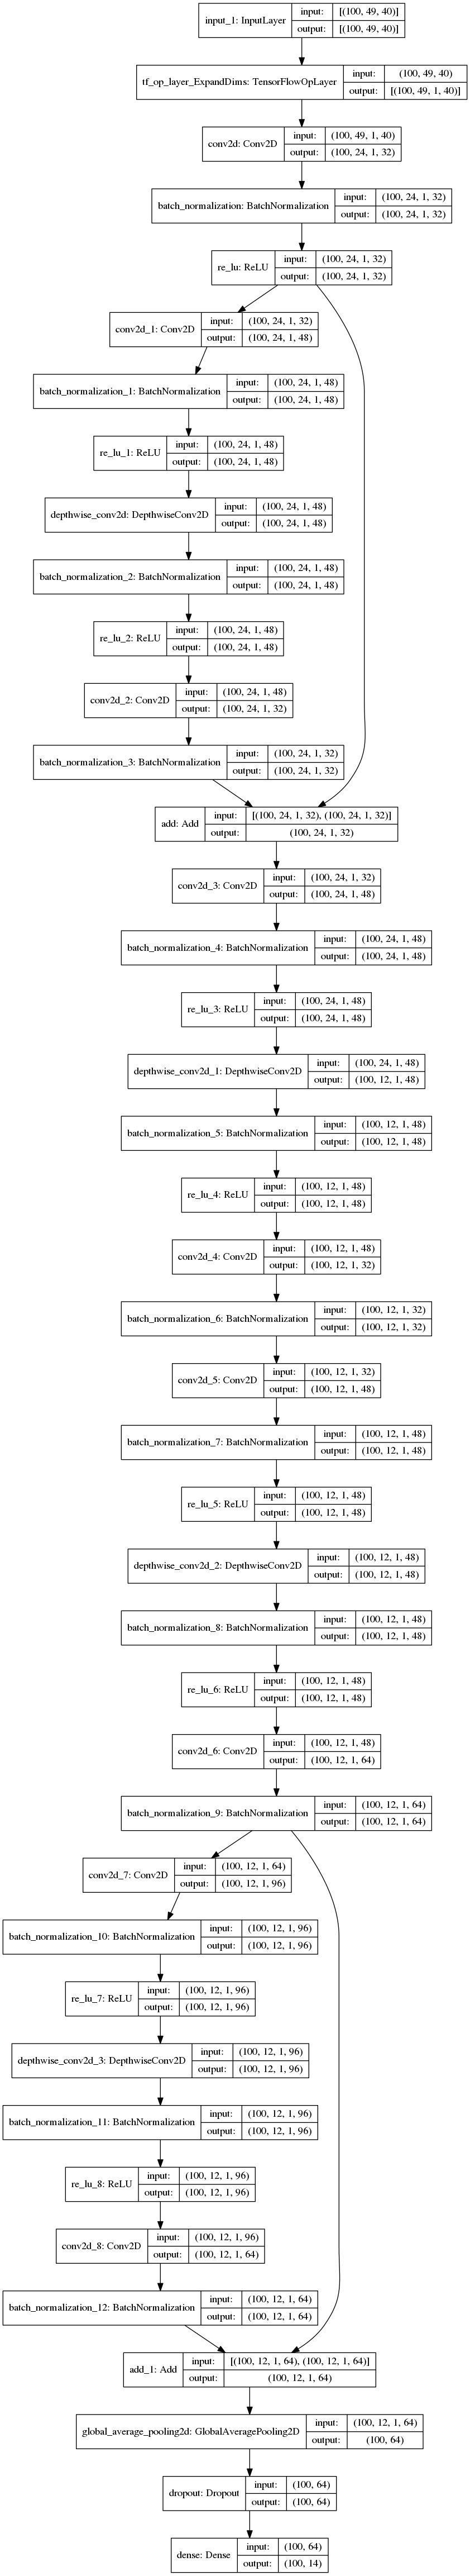 input_1: InputLayer
input: [(100, 49, 40)]
output: [(100, 49, 40)]
tf_op_layer_ExpandDims: TensorFlowOpLayer
input: (100, 49, 40)
output: [(100, 49, 1, 40)]
conv2d: Conv2D
input: (100, 49, 1, 40)
output: (100, 24, 1, 32)
batch_normalization: BatchNormalization
input: (100, 24, 1, 32)
output: (100, 24, 1, 32)
re_lu: ReLU
input: (100, 24, 1, 32)
output: (100, 24, 1, 32)
conv2d_1: Conv2D
input: (100, 24, 1, 32)
output: (100, 24, 1, 48)
batch_normalization_1: BatchNormalization
input: (100, 24, 1, 48)
output: (100, 24, 1, 48)
re_lu_1: ReLU
input: (100, 24, 1, 48)
output: (100, 24, 1, 48)
depthwise_conv2d: DepthwiseConv2D
input: (100, 24, 1, 48)
output: (100, 24, 1, 48)
batch_normalization_2: BatchNormalization
input: (100, 24, 1, 48)
output: (100, 24, 1, 48)
re_lu_2: ReLU
input: (100, 24, 1, 48)
output: (100, 24, 1, 48)
conv2d_2: Conv2D
input: (100, 24, 1, 48)
output: (100, 24, 1, 32)
batch_normalization_3: BatchNormalization
input: (100, 24, 1, 32)
output: (100, 24, 1, 32)
add: Add
input: [(100, 24, 1, 32), (100, 24, 1, 32)]
output: (100, 24, 1, 32)
conv2d_3: Conv2D
input: (100, 24, 1, 32)
output: (100, 24, 1, 48)
batch_normalization_4: BatchNormalization
input: (100, 24, 1, 48)
output: (100, 24, 1, 48)
re_lu_3: ReLU
input: (100, 24, 1, 48)
output: (100, 24, 1, 48)
depthwise_conv2d_1: DepthwiseConv2D
input: (100, 24, 1, 48)
output: (100, 12, 1, 48)
batch_normalization_5: BatchNormalization
input: (100, 12, 1, 48)
output: (100, 12, 1, 48)
re_lu_4: ReLU
input: (100, 12, 1, 48)
output: (100, 12, 1, 48)
conv2d_4: Conv2D
input: (100, 12, 1, 48)
output: (100, 12, 1, 32)
batch_normalization_6: BatchNormalization
input: (100, 12, 1, 32)
output: (100, 12, 1, 32)
conv2d_5: Conv2D
input: (100, 12, 1, 32)
output: (100, 12, 1, 48)
batch_normalization_7: BatchNormalization
input: (100, 12, 1, 48)
output: (100, 12, 1, 48)
re_lu_5: ReLU
input: (100, 12, 1, 48)
output: (100, 12, 1, 48)
depthwise_conv2d_2: DepthwiseConv2D
input: (100, 12, 1, 48)
output: (100, 12, 1, 48)
batch_normalization_8: BatchNormalization
input: (100, 12, 1, 48)
output: (100, 12, 1, 48)
re_lu_6: ReLU
input: (100, 12, 1, 48)
output: (100, 12, 1, 48)
conv2d_6: Conv2D
input: (100, 12, 1, 48)
output: (100, 12, 1, 64)
batch_normalization_9: BatchNormalization
input: (100, 12, 1, 64)
output: (100, 12, 1, 64)
conv2d_7: Conv2D
input: (100, 12, 1, 64)
output: (100, 12, 1, 96)
batch_normalization_10: BatchNormalization
input: (100, 12, 1, 96)
output: (100, 12, 1, 96)
re_lu_7: ReLU
input: (100, 12, 1, 96)
output: (100, 12, 1, 96)
depthwise_conv2d_3: DepthwiseConv2D
input: (100, 12, 1, 96)
output: (100, 12, 1, 96)
batch_normalization_11: BatchNormalization
input: (100, 12, 1, 96)
output: (100, 12, 1, 96)
re_lu_8: ReLU
input: (100, 12, 1, 96)
output: (100, 12, 1, 96)
conv2d_8: Conv2D
input: (100, 12, 1, 96)
output: (100, 12, 1, 64)
batch_normalization_12: BatchNormalization
input: (100, 12, 1, 64)
output: (100, 12, 1, 64)
add_1: Add
input: [(100, 12, 1, 64), (100, 12, 1, 64)]
output: (100, 12, 1, 64)
global_average_pooling2d: GlobalAveragePooling2D
input: (100, 12, 1, 64)
output: (100, 64)
dropout: Dropout
input: (100, 64)
output: (100, 64)
dense: Dense
input: (100, 64)
output: (100, 14)